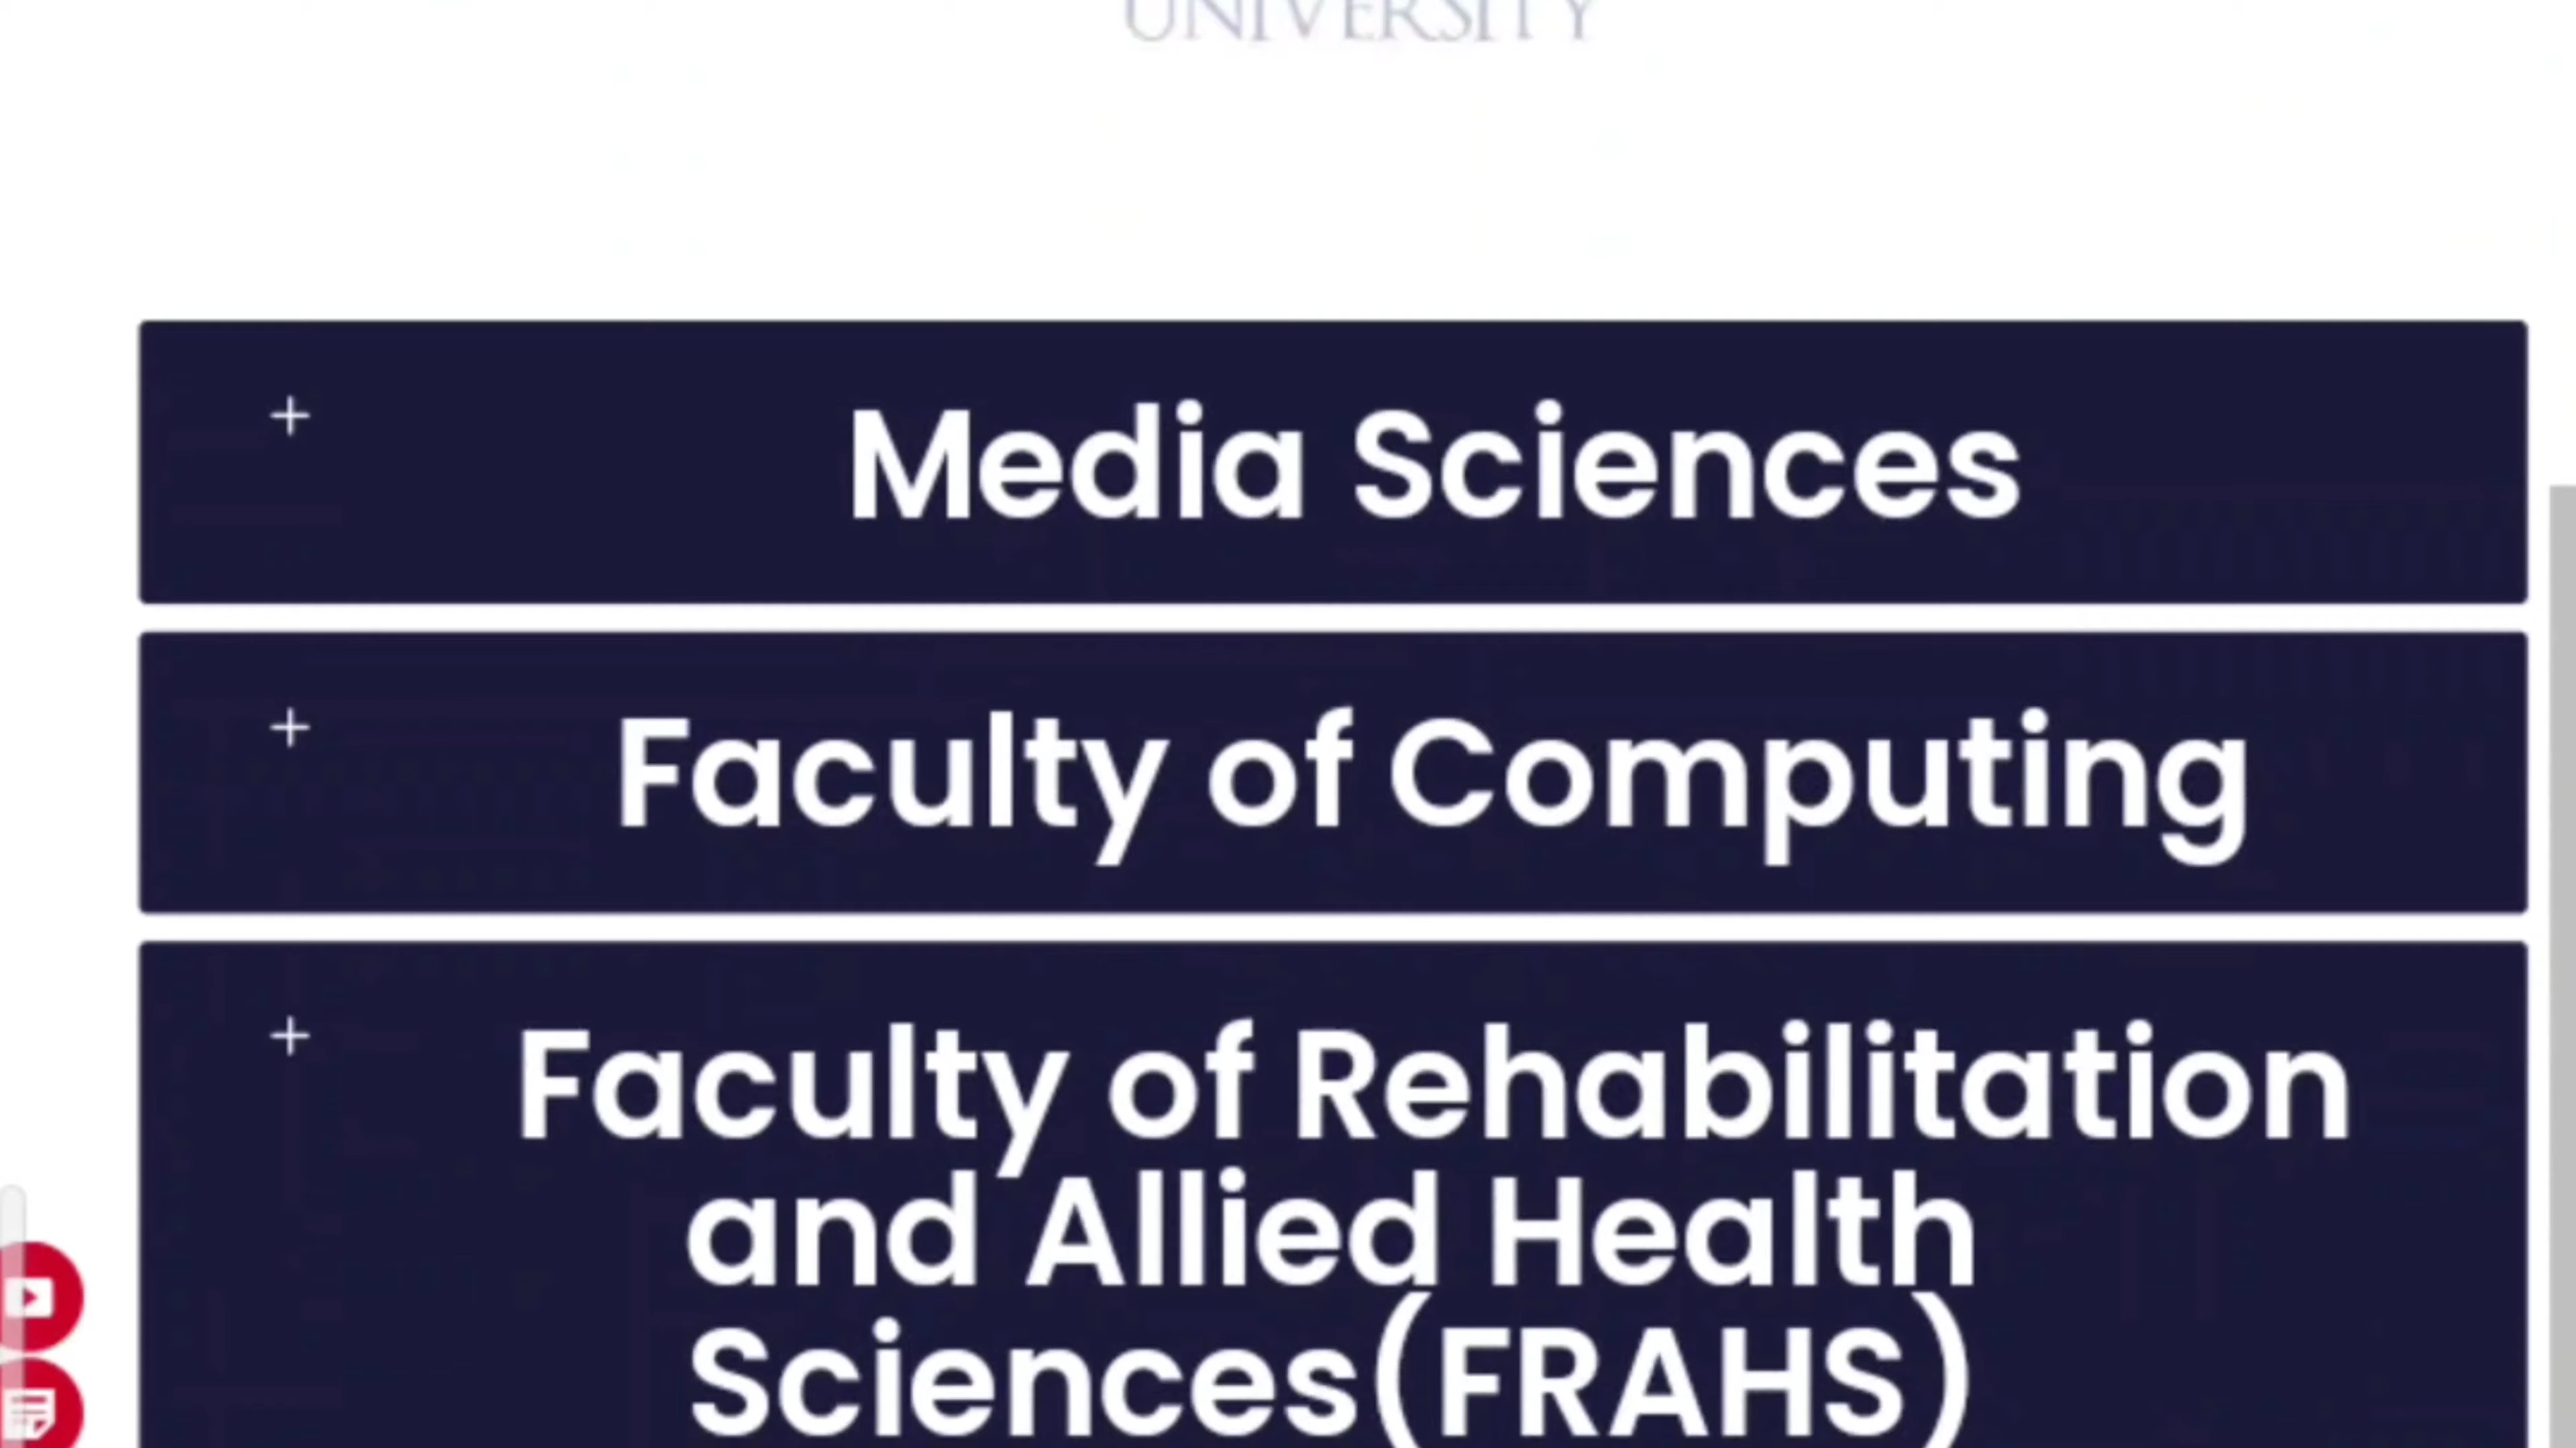 UNIVERSITY
+ Media Sciences
+ Faculty of Computing
+ Faculty of Rehabilitation
and Allied Health
Sciences(FRAHS)